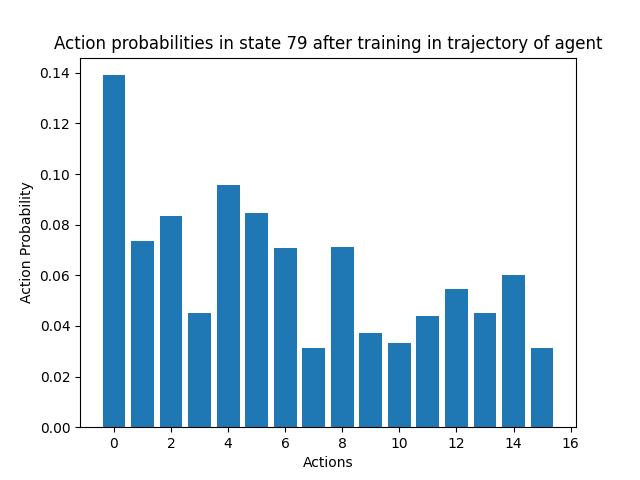 Action probabilities in state 79 after training in trajectory of agent
0.14
0.12
0.10
0.08
0.06
0.04
0.02
0.00
Action Probability
0 2 4 6 8 10 12 14 16
Actions